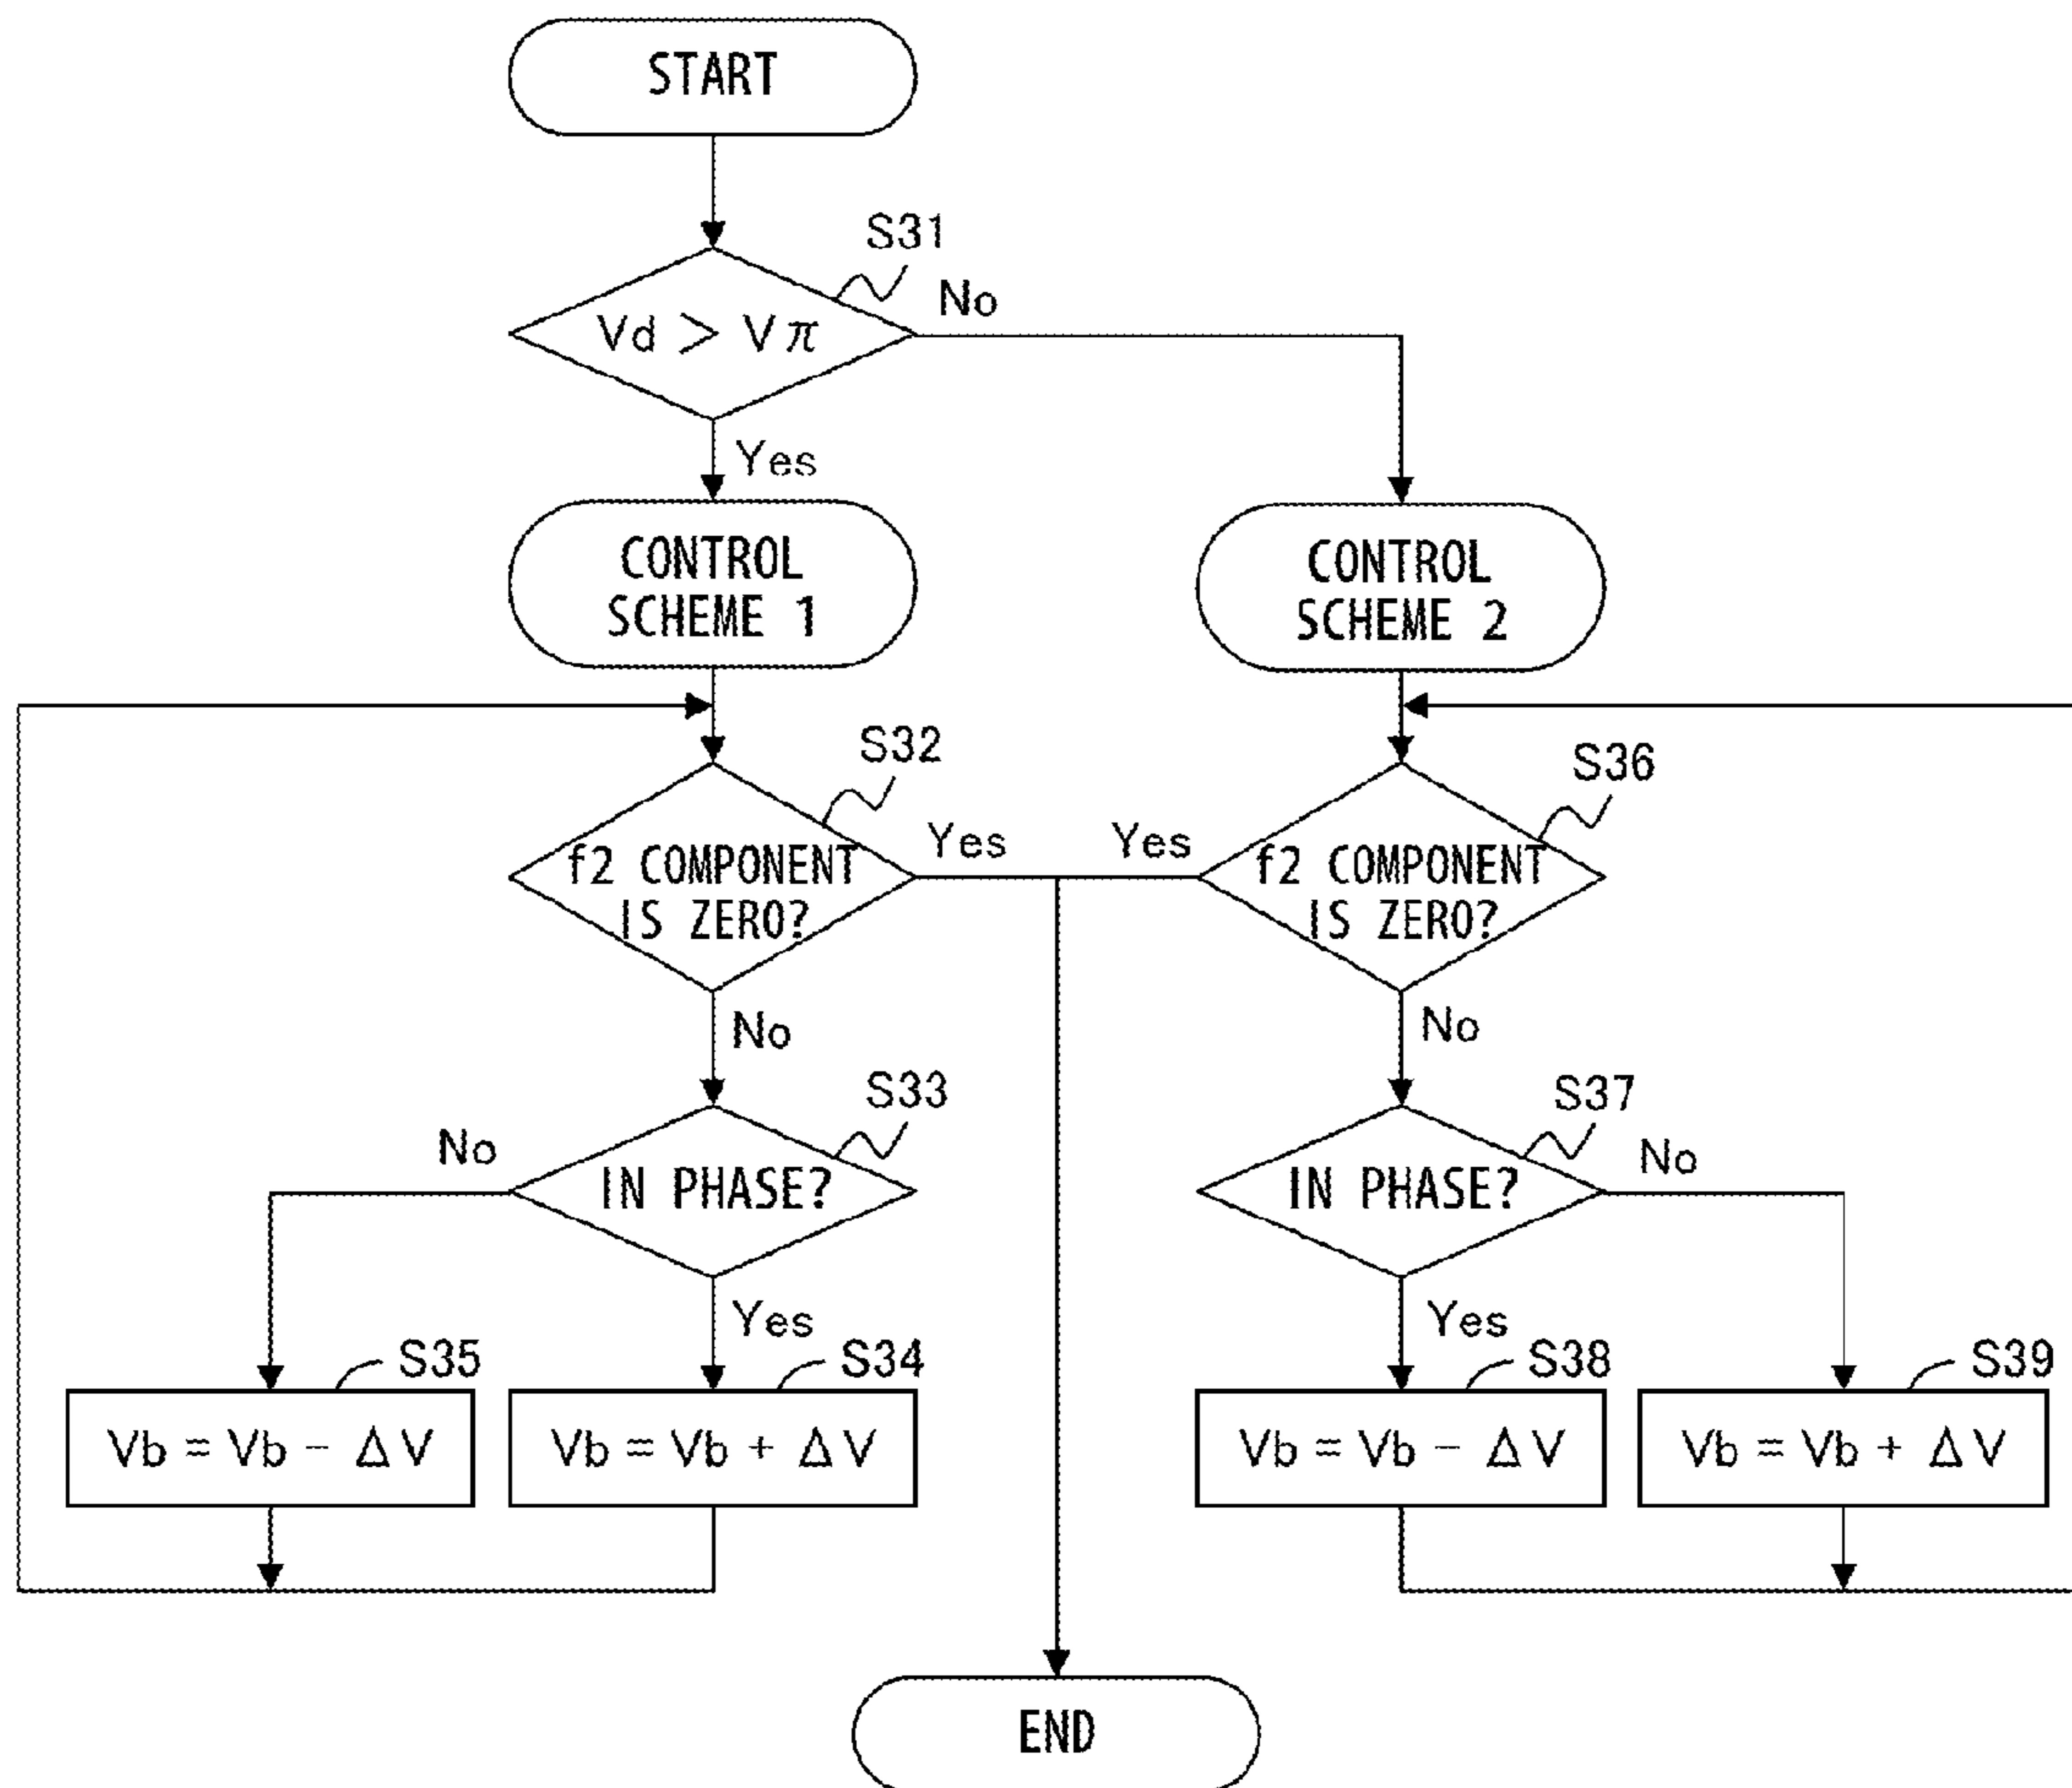 START
S31
Vd > Vπ
No
Yes
CONTROL
SCHEME 1
CONTROL
SCHEME 2
S32
f2 COMPONENT
IS ZERO?
Yes
Yes
S36
f2 COMPONENT
IS ZERO?
No
No
S33
IN PHASE?
No
Yes
S37
IN PHASE?
No
Yes
S35
Vb = Vb - ΔV
S34
Vb = Vb + ΔV
S38
Vb = Vb - ΔV
S39
Vb = Vb + ΔV
END